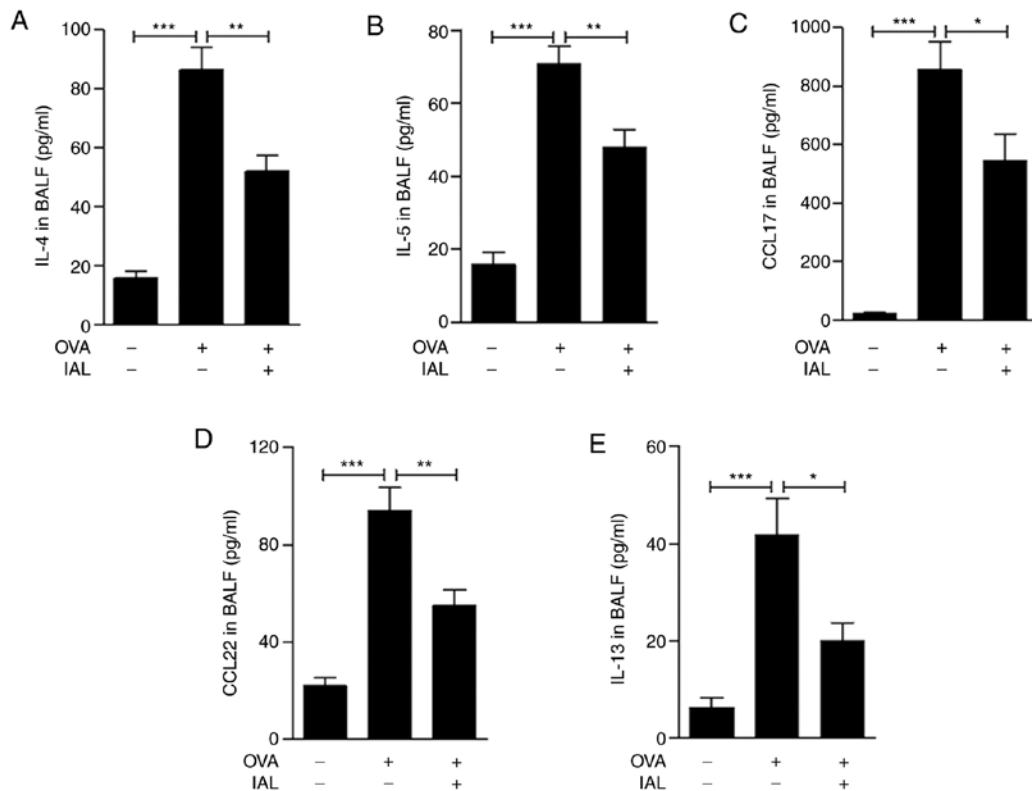 A
*** **
IL-4 in BALF (pg/ml)
100
80
60
40
20
0
OVA − + +
IAL − − +
B
*** **
IL-5 in BALF (pg/ml)
80
60
40
20
0
OVA − + +
IAL − − +
C
*** *
CCL17 in BALF (pg/ml)
1000
800
600
400
200
0
OVA − + +
IAL − − +
D
*** **
CCL22 in BALF (pg/ml)
120
80
40
0
OVA − + +
IAL − − +
E
*** *
IL-13 in BALF (pg/ml)
60
40
20
0
OVA − + +
IAL − − +